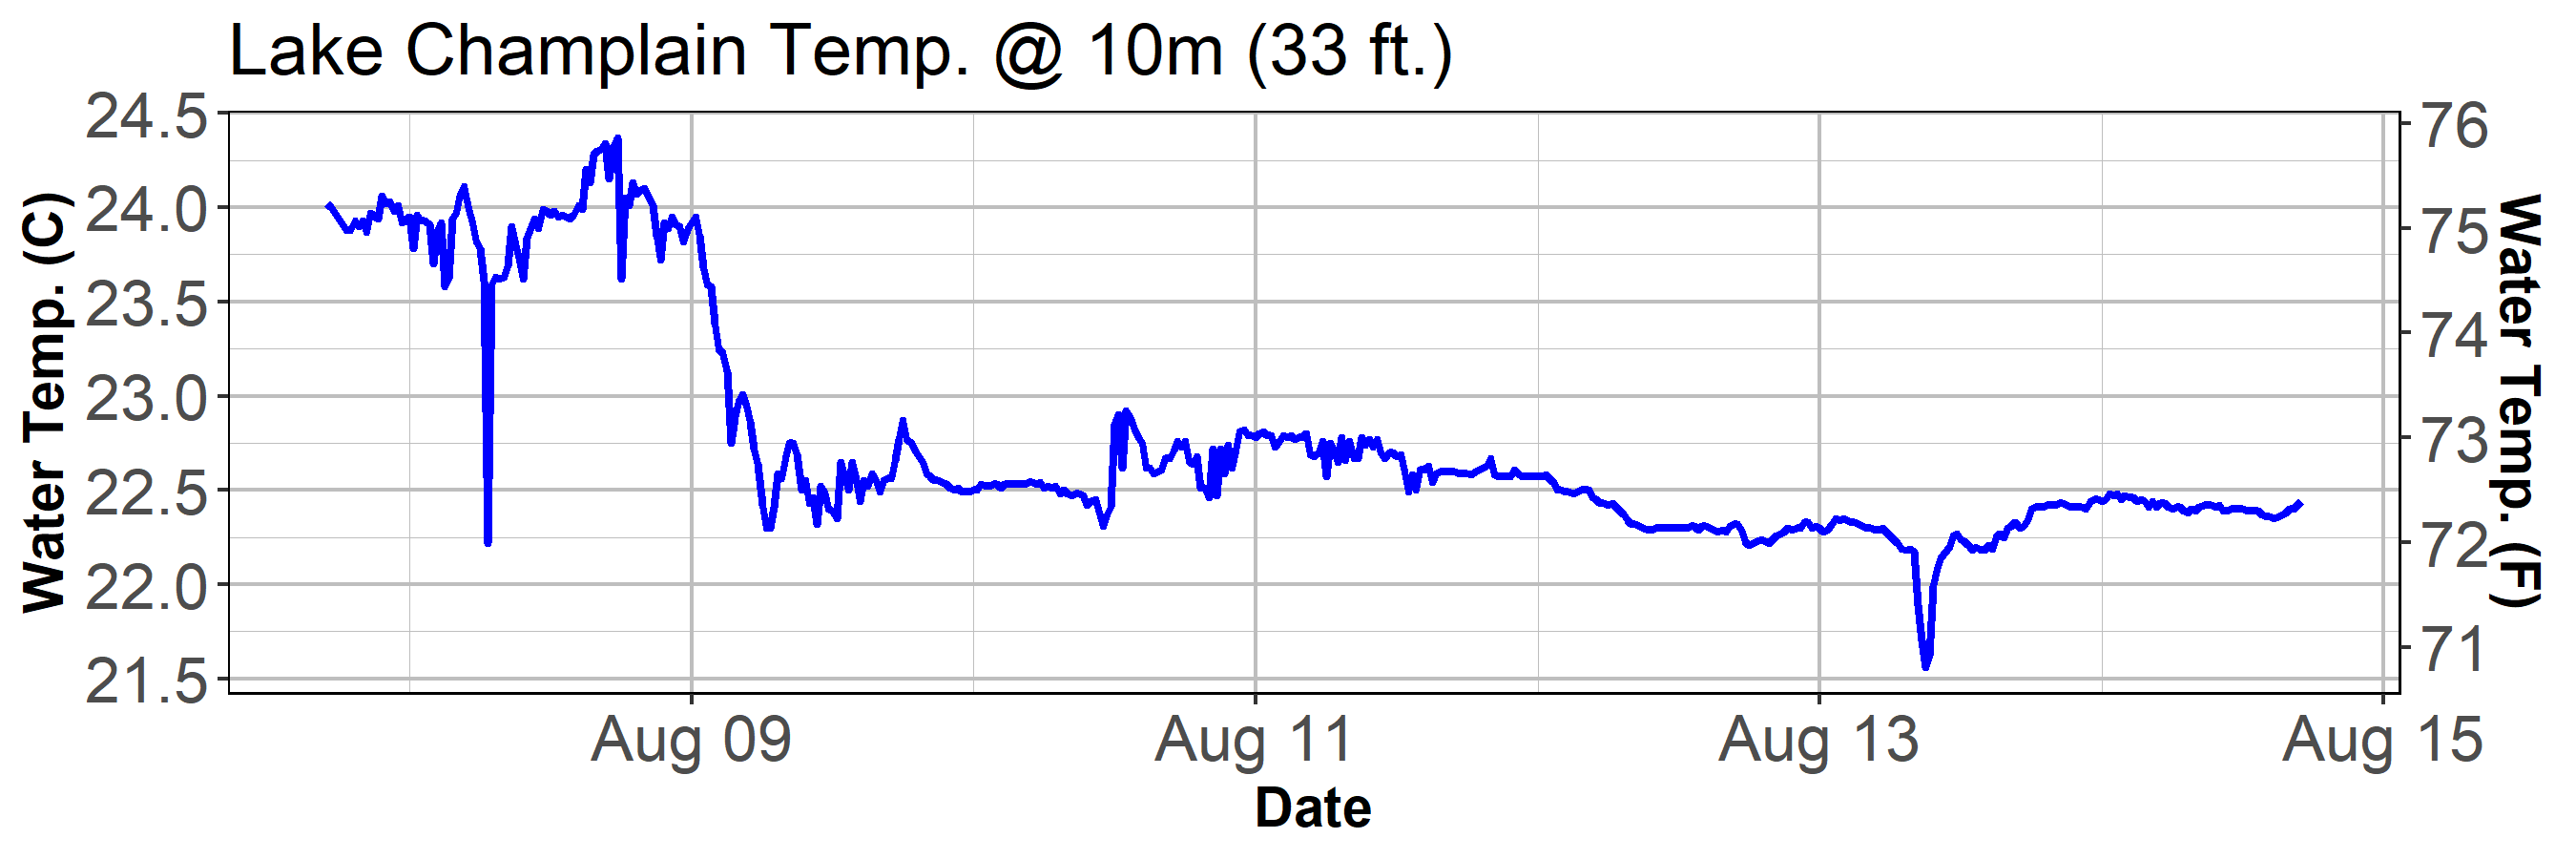 Lake Champlain Temp. @ 10m (33 ft.)
24.5
24.0
23.5
23.0
22.5
22.0
21.5
Water Temp. (C)
76
75
74
73
72
71
Water Temp. (F)
Aug 09
Aug 11
Aug 13
Aug 15
Date